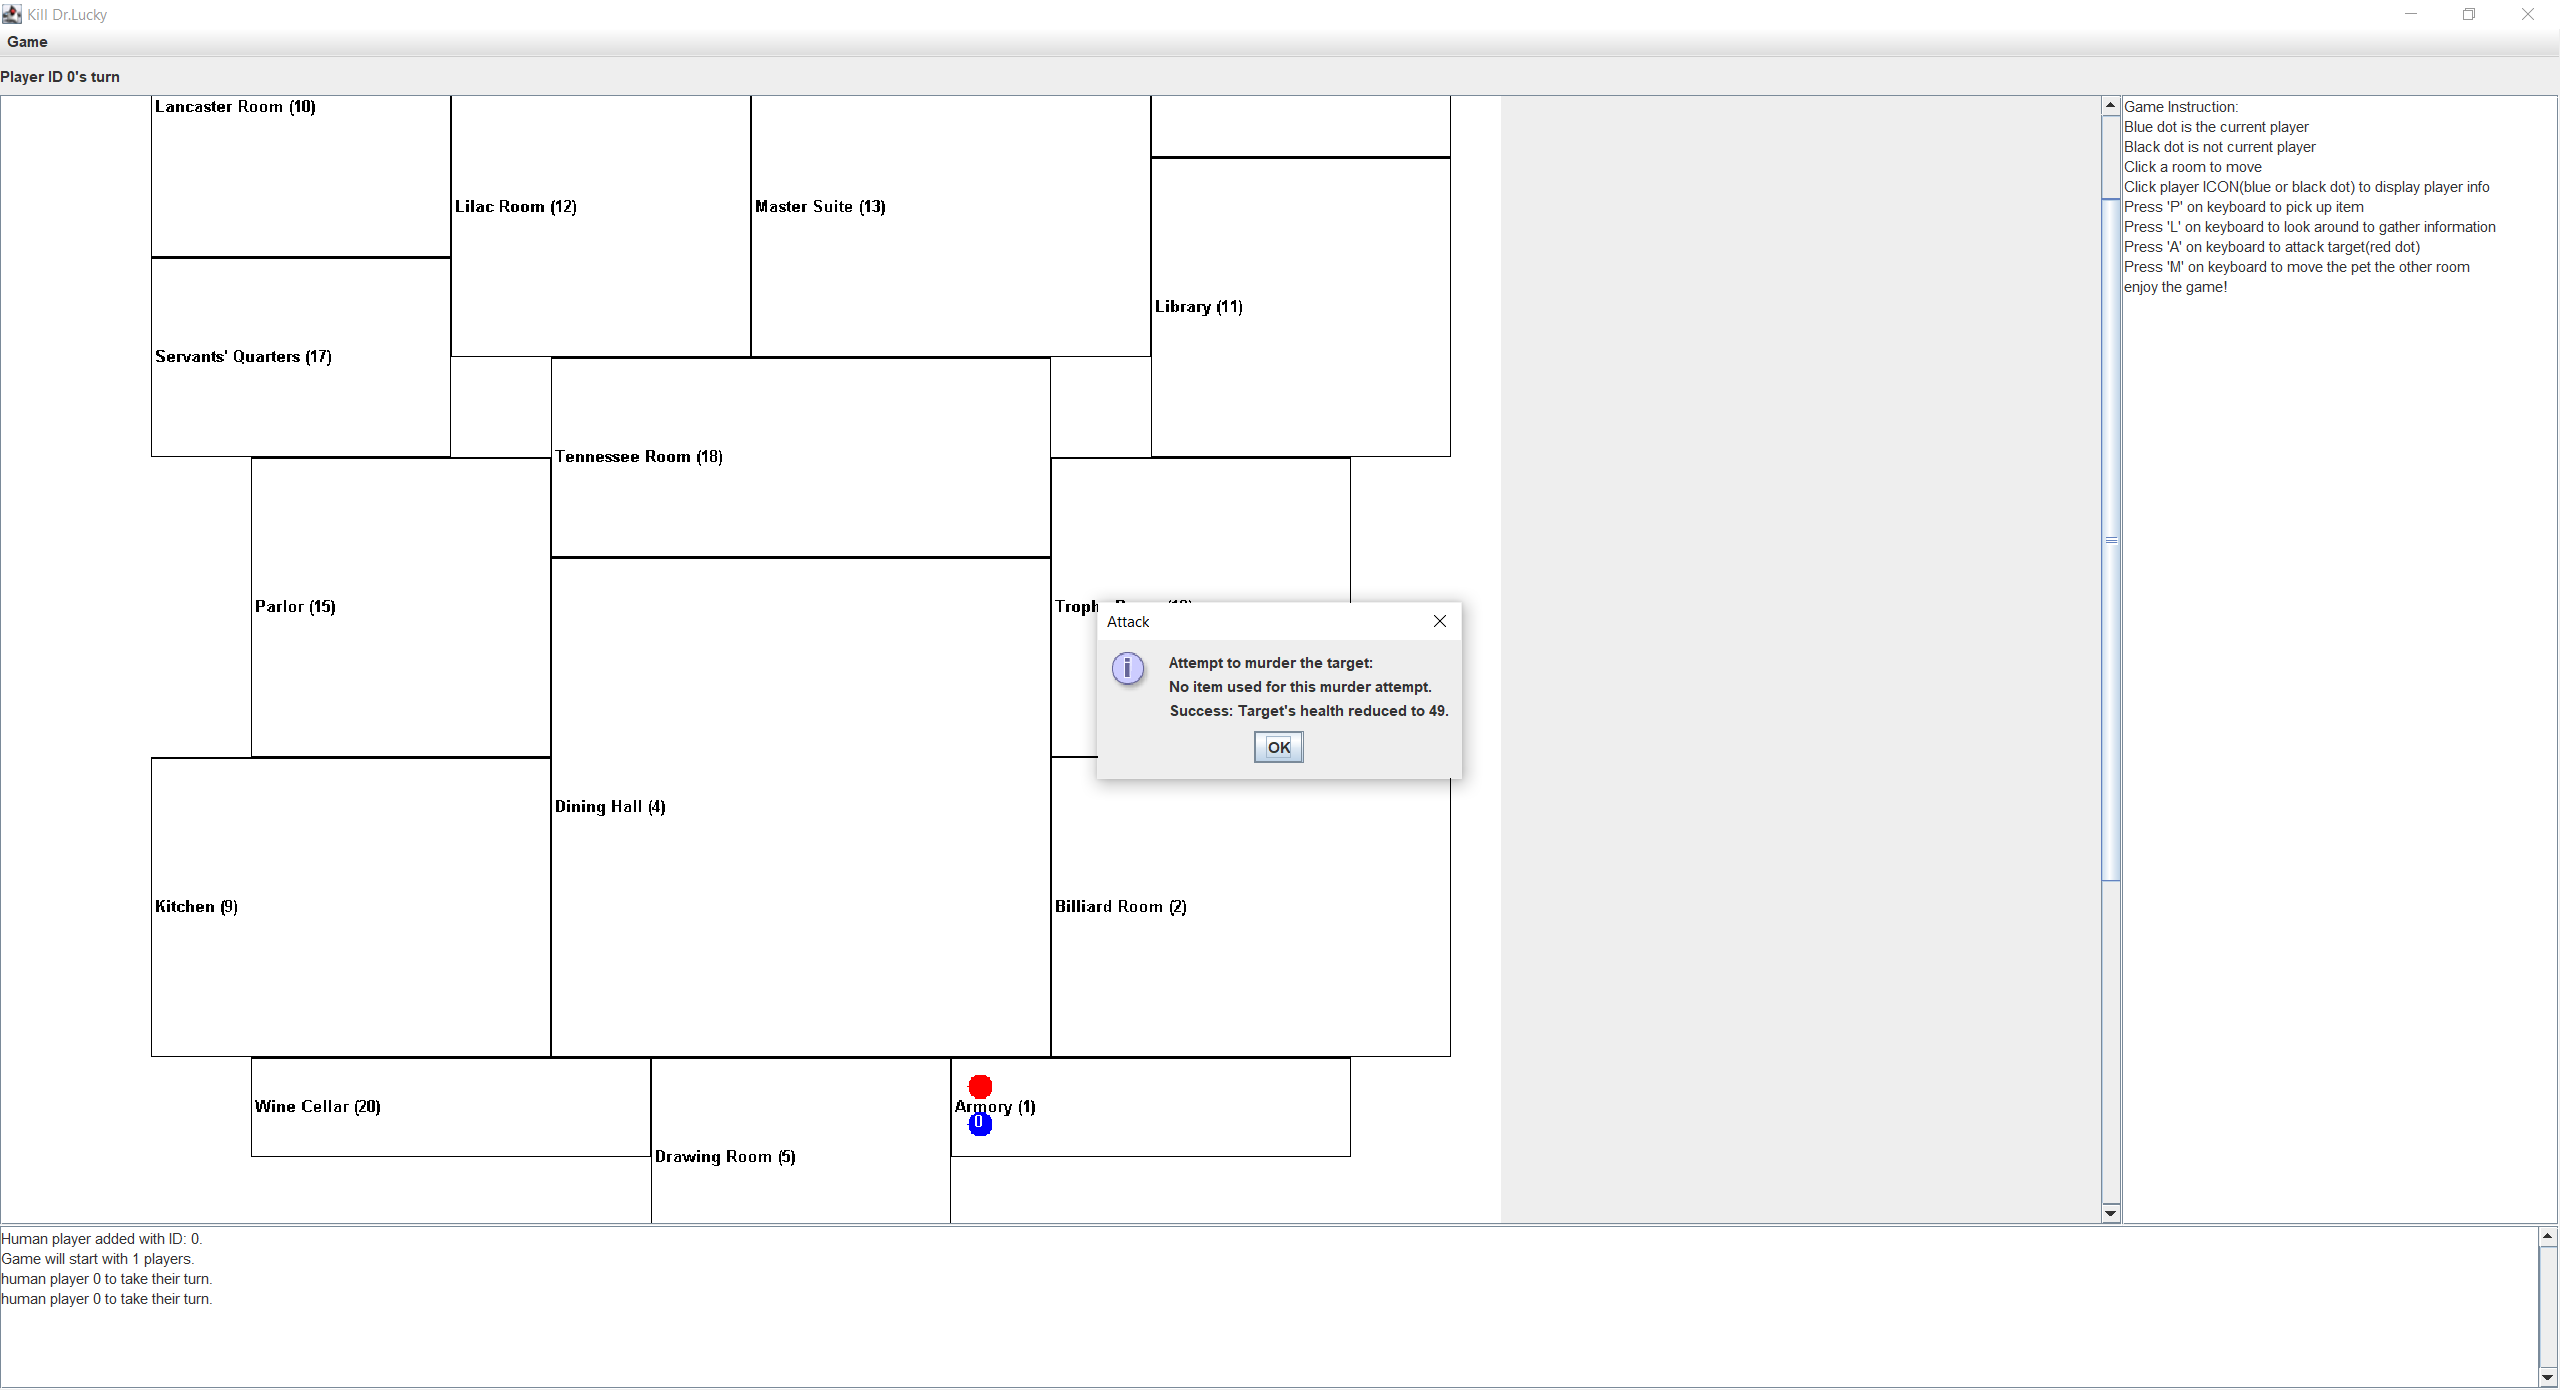 Kill Dr.Lucky
Game
Player ID 0's turn
Lancaster Room (10)
Lilac Room (12)
Master Suite (13)
Library (11)
Servants' Quarters (17)
Tennessee Room (18)
Parlor (15)
Troph
Attack
Attempt to murder the target:
No item used for this murder attempt.
Success: Target's health reduced to 49.
OK
Dining Hall (4)
Kitchen (9)
Billiard Room (2)
Wine Cellar (20)
Armory (1)
0
Drawing Room (5)
Game Instruction:
Blue dot is the current player
Black dot is not current player
Click a room to move
Click player ICON(blue or black dot) to display player info
Press 'P' on keyboard to pick up item
Press 'L' on keyboard to look around to gather information
Press 'A' on keyboard to attack target(red dot)
Press 'M' on keyboard to move the pet the other room
enjoy the game!
Human player added with ID: 0.
Game will start with 1 players.
human player 0 to take their turn.
human player 0 to take their turn.